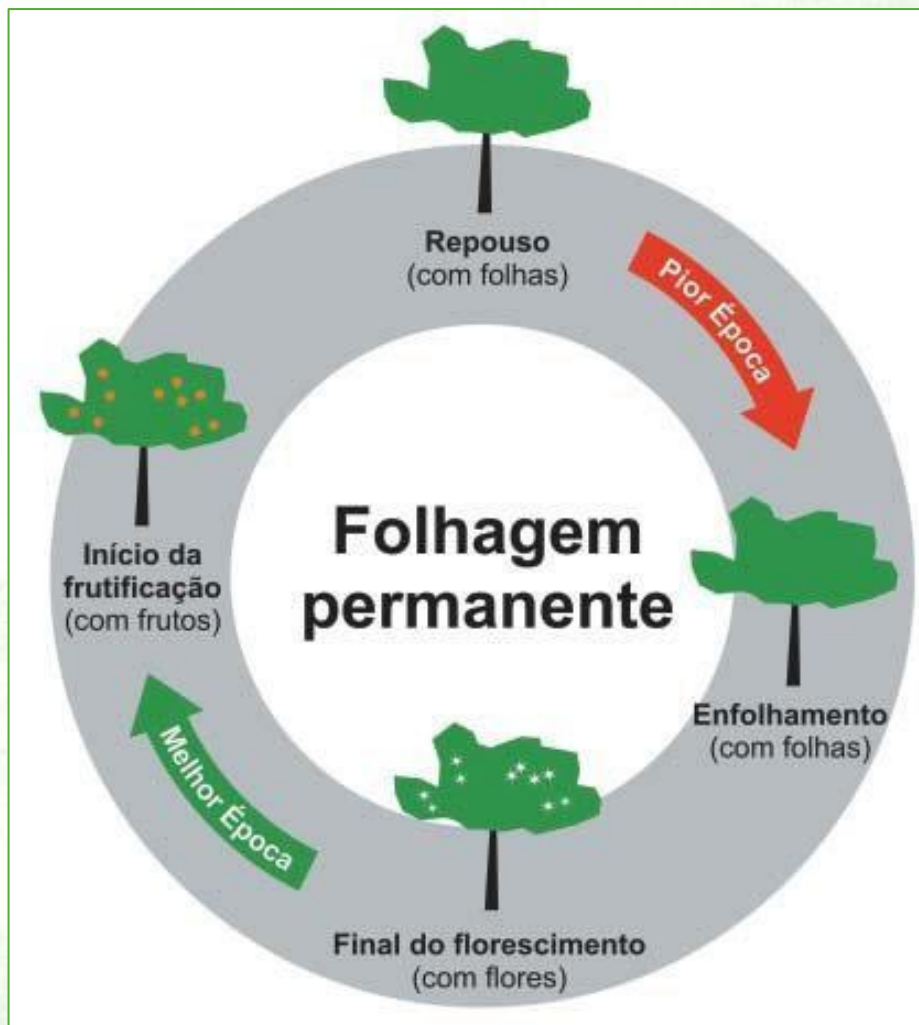 Repouso
(com folhas)
Pior Época
Início da
frutificação
(com frutos)
Folhagem
permanente
Enfolhamento
(com folhas)
Melhor Época
Final do florescimento
(com flores)